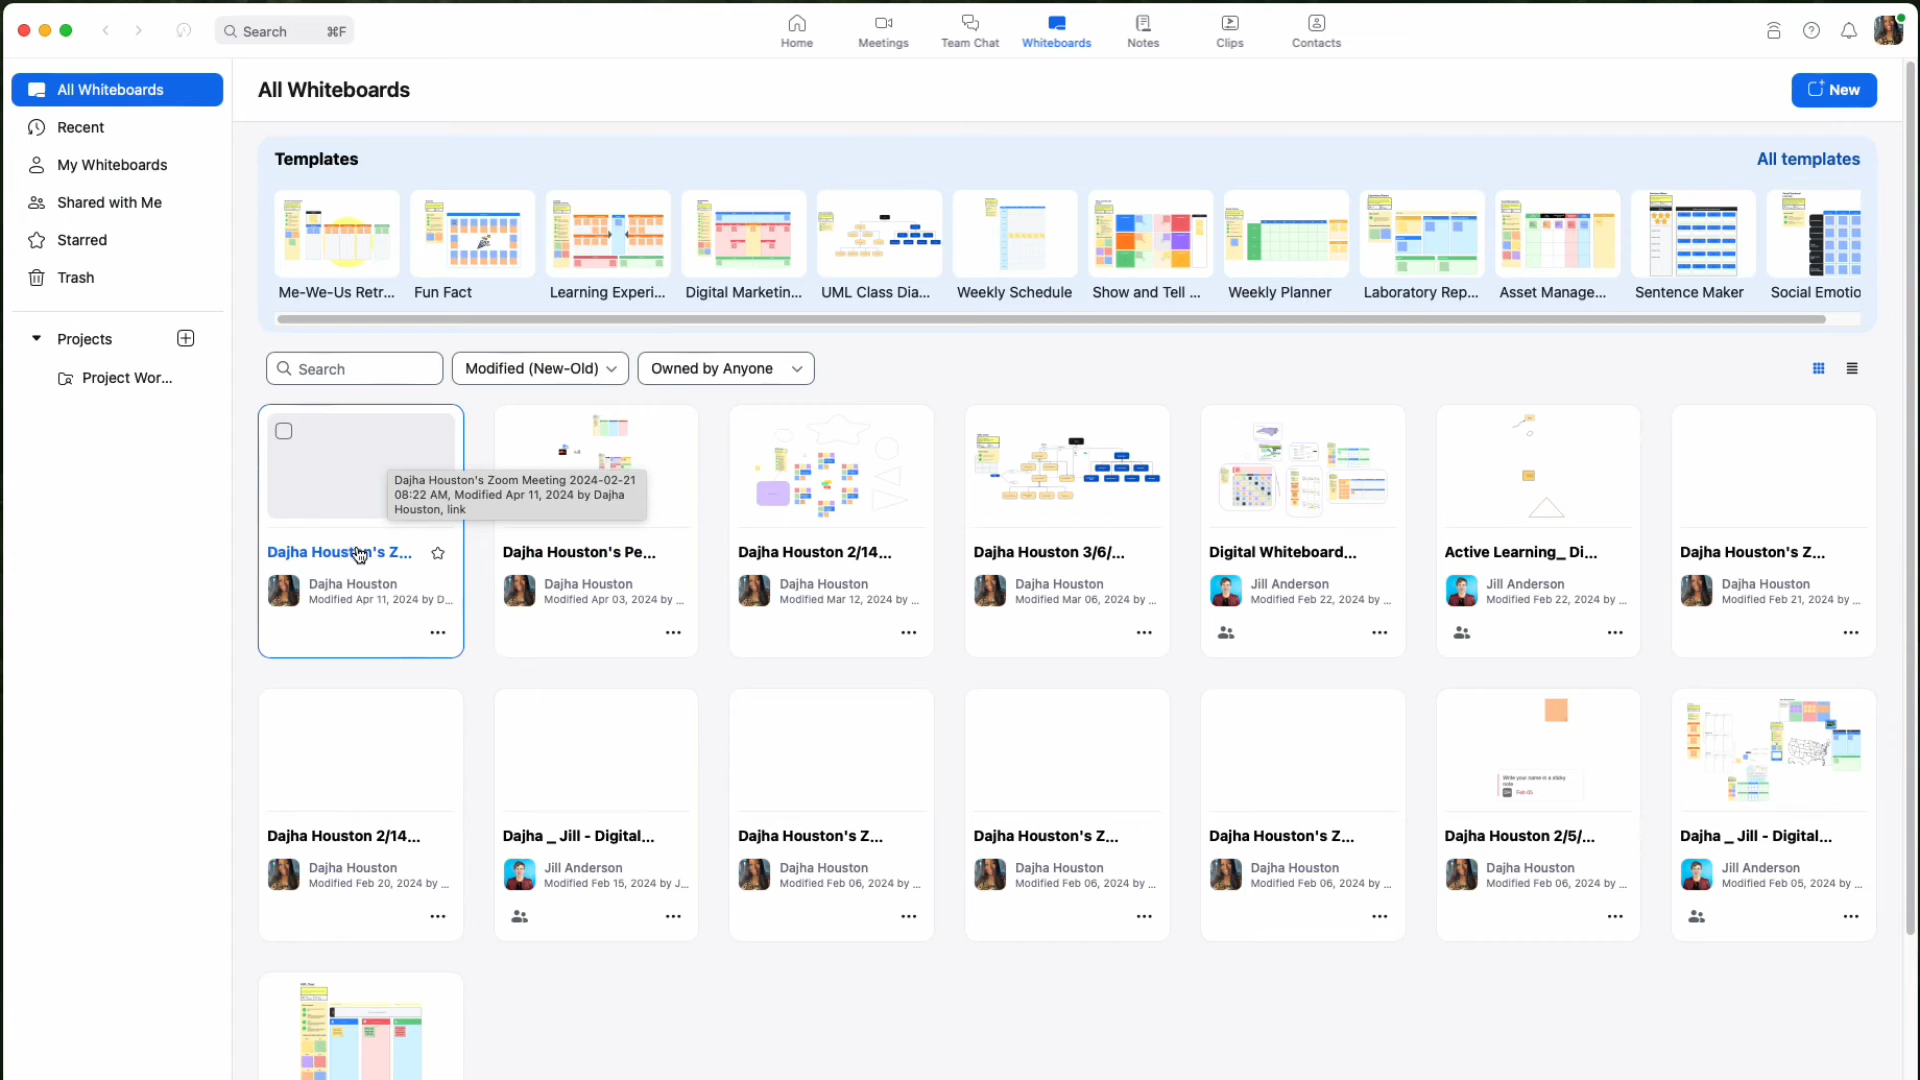 Search ⌘F
Home
Meetings
Team Chat
Whiteboards
Notes
Clips
Contacts
All Whiteboards
Recent
My Whiteboards
Shared with Me
Starred
Trash
Projects
Project Wor...
All Whiteboards
New
Templates
All templates
Me-We-Us Retr...
Fun Fact
Learning Experi...
Digital Marketin...
UML Class Dia...
Weekly Schedule
Show and Tell ...
Weekly Planner
Laboratory Rep...
Asset Manage...
Sentence Maker
Social Emotio
Search
Modified (New-Old)
Owned by Anyone
Dajha Houston's Zoom Meeting 2024-02-21
08:22 AM, Modified Apr 11, 2024 by Dajha
Houston, link
Dajha Houston's Z...
Dajha Houston
Modified Apr 11, 2024 by D...
Dajha Houston's Pe...
Dajha Houston
Modified Apr 03, 2024 by ...
Dajha Houston 2/14...
Dajha Houston
Modified Mar 12, 2024 by ...
Dajha Houston 3/6/...
Dajha Houston
Modified Mar 06, 2024 by ...
Digital Whiteboard...
Jill Anderson
Modified Feb 22, 2024 by ...
Active Learning_ Di...
Jill Anderson
Modified Feb 22, 2024 by ...
Dajha Houston's Z...
Dajha Houston
Modified Feb 21, 2024 by ...
Dajha Houston 2/14...
Dajha Houston
Modified Feb 20, 2024 by ...
Dajha _ Jill - Digital...
Jill Anderson
Modified Feb 15, 2024 by J...
Dajha Houston's Z...
Dajha Houston
Modified Feb 06, 2024 by ...
Dajha Houston's Z...
Dajha Houston
Modified Feb 06, 2024 by ...
Dajha Houston's Z...
Dajha Houston
Modified Feb 06, 2024 by ...
Write your name in a sticky
note
Feb 05
Dajha Houston 2/5/...
Dajha Houston
Modified Feb 06, 2024 by ...
Dajha _ Jill - Digital...
Jill Anderson
Modified Feb 05, 2024 by ...